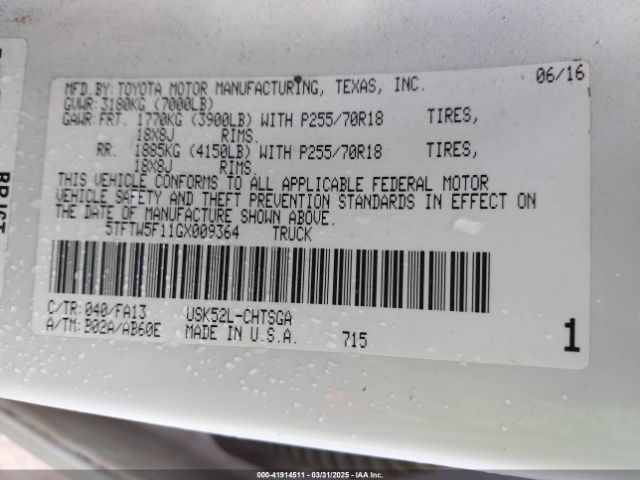 MFD.BY: TOYOTA MOTOR MANUFACTURING, TEXAS, INC. 06/16
GVWR: 3180KG (7000LB)
GAWR: FRT. 1770KG (3900LB) WITH P255/70R18 TIRES,
18X8J RIMS.
RR. 1885KG (4150LB) WITH P255/70R18 TIRES,
18X8J RIMS.
THIS VEHICLE CONFORMS TO ALL APPLICABLE FEDERAL MOTOR
VEHICLE SAFETY AND THEFT PREVENTION STANDARDS IN EFFECT ON
THE DATE OF MANUFACTURE SHOWN ABOVE.
5TFTW5F11GX009364 TRUCK
C/TR: 040/FA13 USK52L-CHTSGA
A/TM: B02A/AB60E MADE IN U.S.A. 715 1
00-41914511 - 03/31/2025 - IAAI.COM